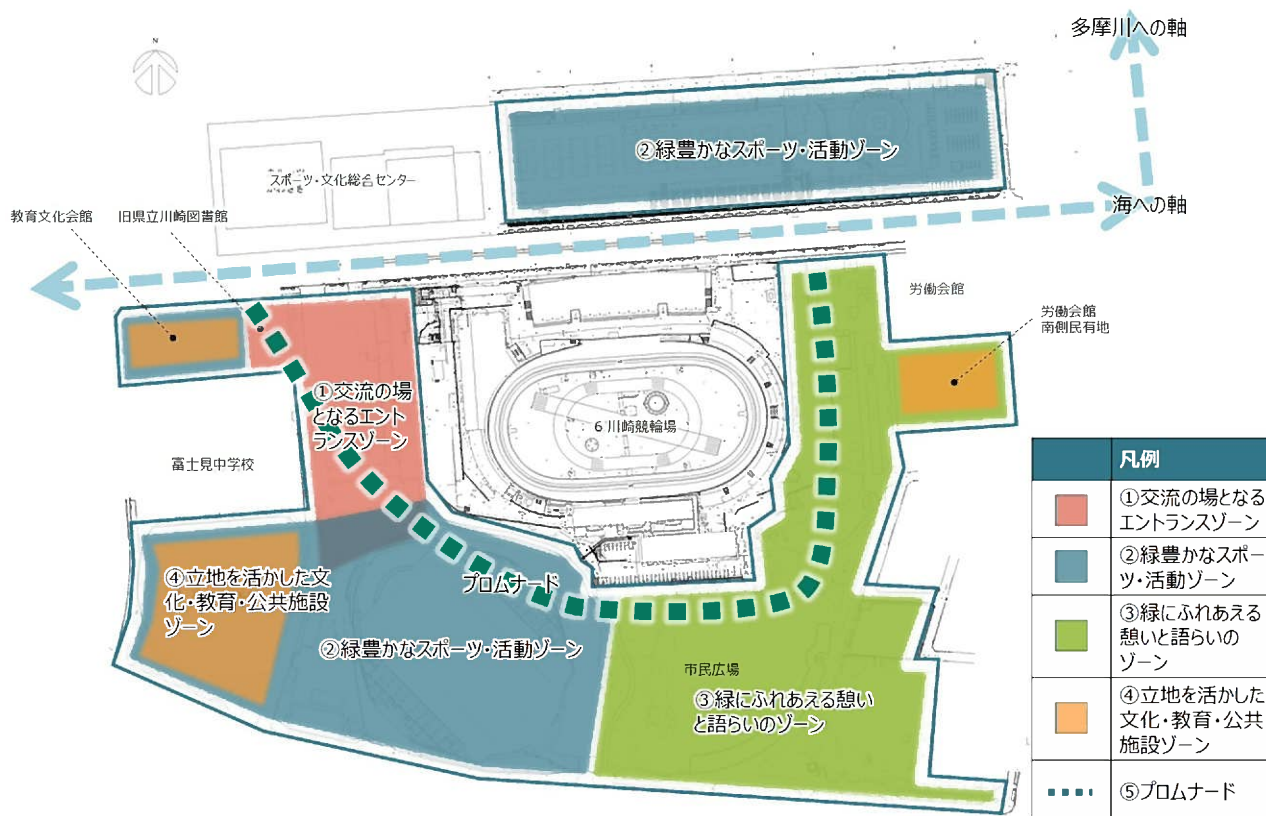 多摩川への軸
N
②緑豊かなスポーツ・活動ゾーン
スポーツ・文化総合センター
海への軸
教育文化会館
旧県立川崎図書館
労働会館
労働会館
南側民有地
①交流の場
となるエント
ランスゾーン
6 川崎競輪場
富士見中学校
④立地を活かした文
化・教育・公共施設
ゾーン
プロムナード
②緑豊かなスポーツ・活動ゾーン
市民広場
③緑にふれあえる憩い
と語らいのゾーン
凡例
①交流の場となる
エントランスゾーン
②緑豊かなスポー
ツ・活動ゾーン
③緑にふれあえる
憩いと語らいの
ゾーン
④立地を活かした
文化・教育・公共
施設ゾーン
⑤プロムナード